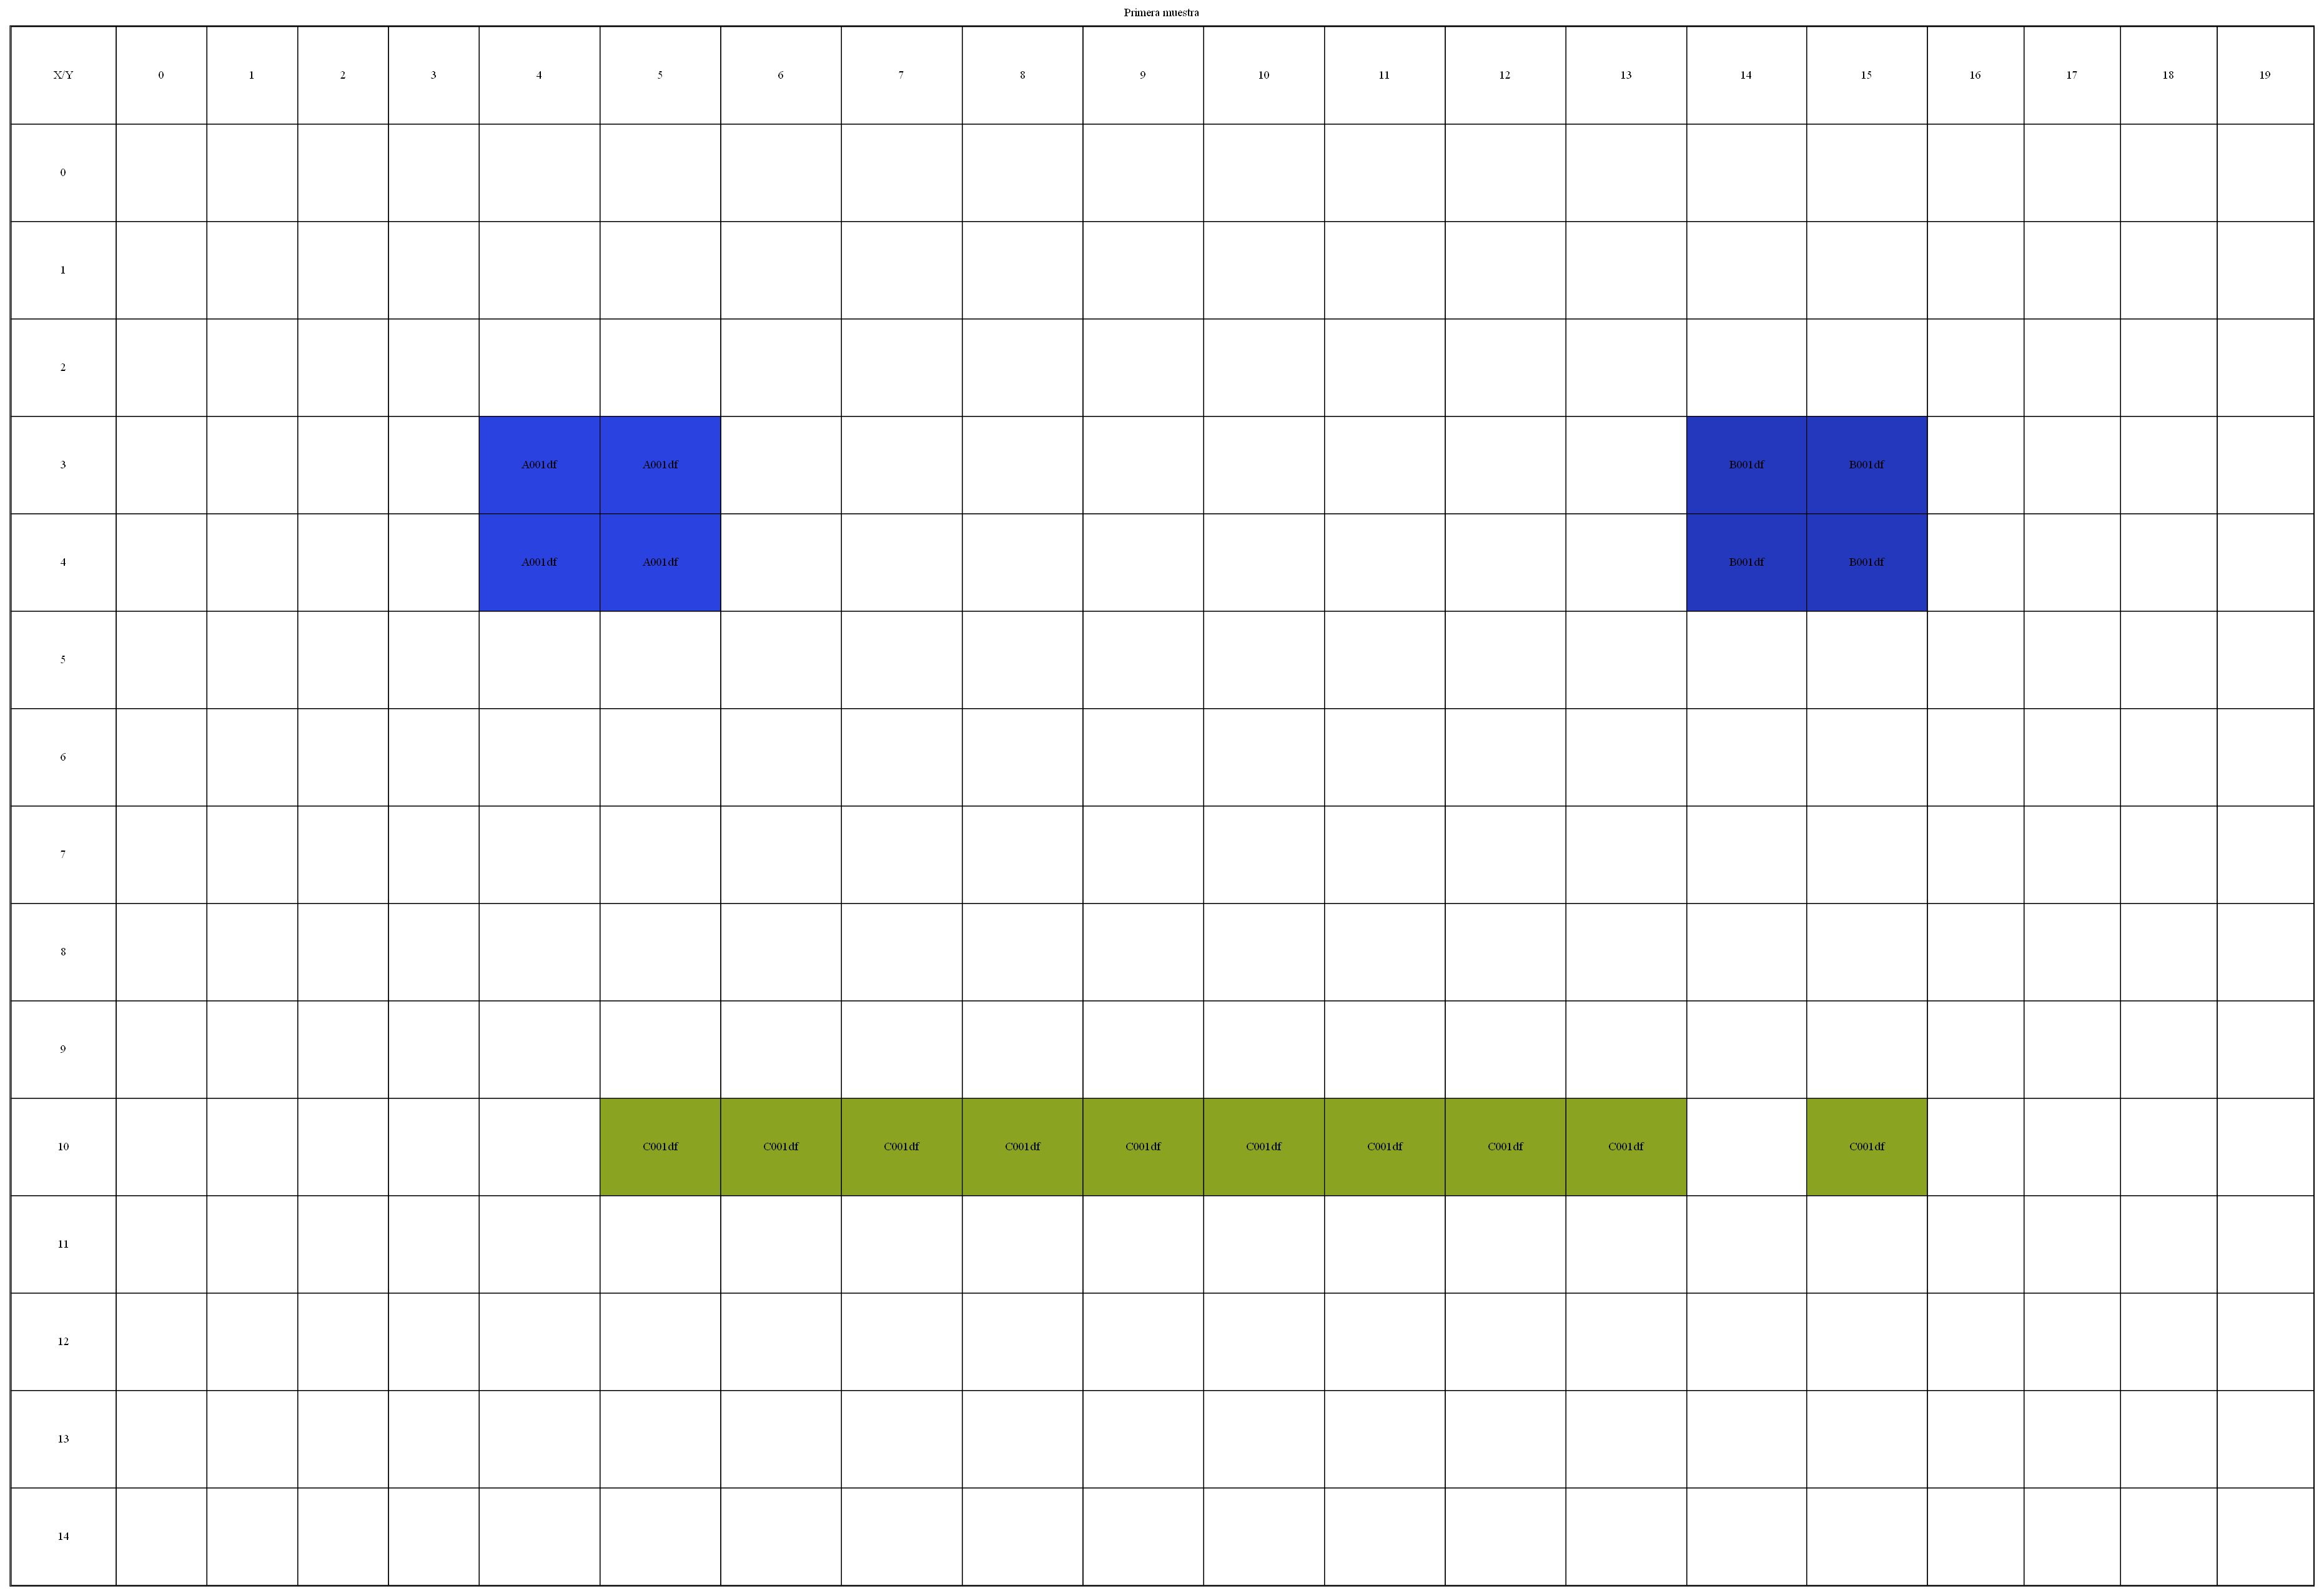 Primera muestra
X/Y 0 1 2 3 4 5 6 7 8 9 10 11 12 13 14 15 16 17 18 19
0
1
2
3 A001df A001df B001df B001df
4 A001df A001df B001df B001df
5
6
7
8
9
10 C001df C001df C001df C001df C001df C001df C001df C001df C001df C001df
11
12
13
14